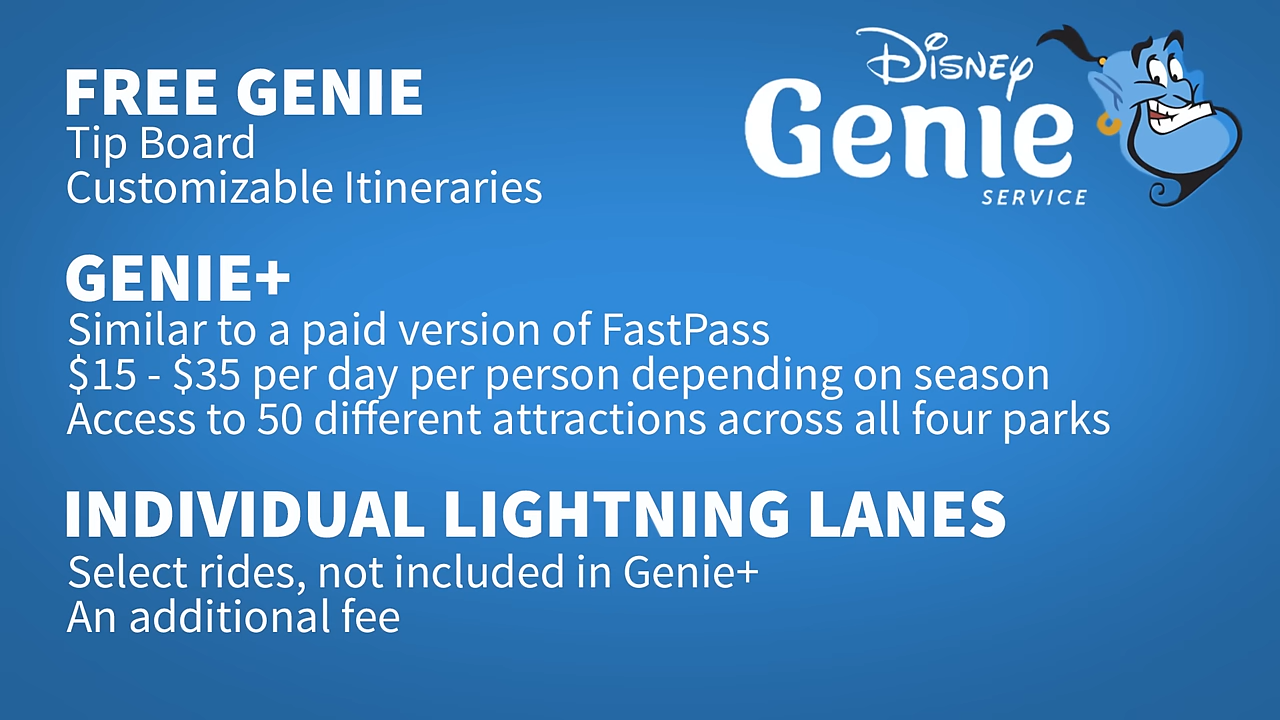 FREE GENIE
Tip Board
Customizable Itineraries
DISNEY
Genie
SERVICE
GENIE+
Similar to a paid version of FastPass
$15 - $35 per day per person depending on season
Access to 50 different attractions across all four parks
INDIVIDUAL LIGHTNING LANES
Select rides, not included in Genie+
An additional fee